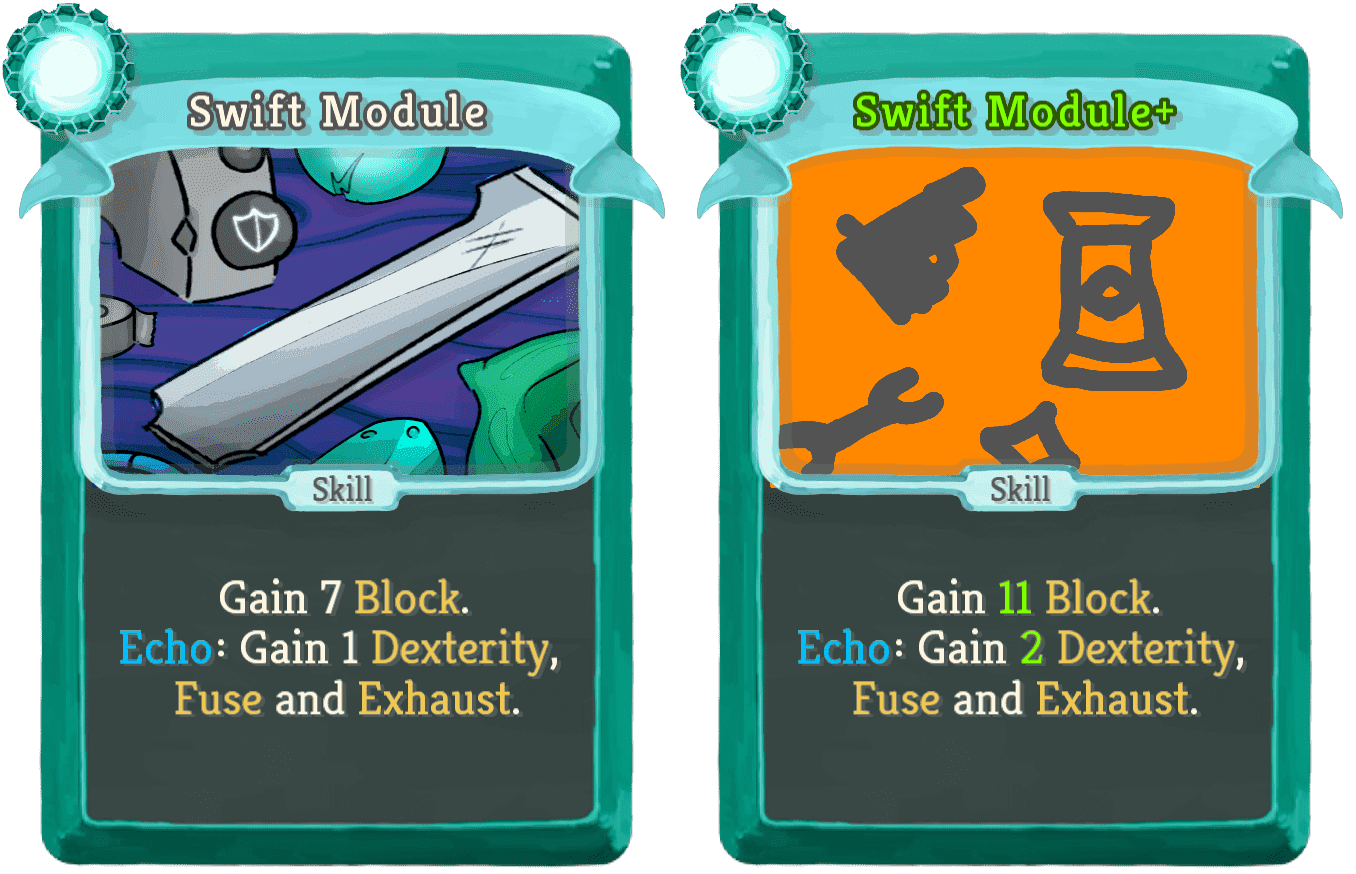 Swift Module
Skill
Gain 7 Block.
Echo: Gain 1 Dexterity,
Fuse and Exhaust.
Swift Module+
Skill
Gain 11 Block.
Echo: Gain 2 Dexterity,
Fuse and Exhaust.